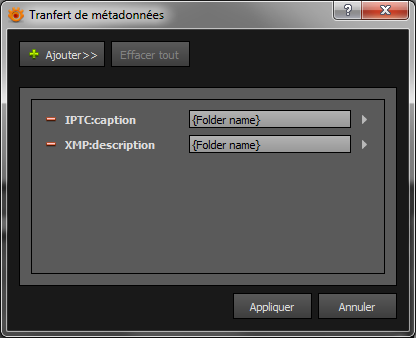 Tranfert de métadonnées
Ajouter>> Effacer tout
IPTC:caption {Folder name}
XMP:description {Folder name}
Appliquer Annuler